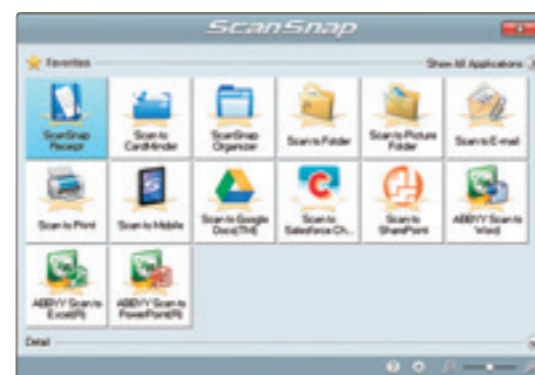 ScanSnap
Favorites
Show All Applications
ScanSnap
Receipt
Scan to
CardMinder
ScanSnap
Organizer
Scan to Folder
Scan to Picture
Folder
Scan to E-mail
Scan to Print
Scan to Mobile
Scan to Google
Docs(TM)
Scan to
Salesforce Ch...
Scan to
SharePoint
ABBYY Scan to
Word
ABBYY Scan to
Excel(R)
ABBYY Scan to
PowerPoint(R)
Detail